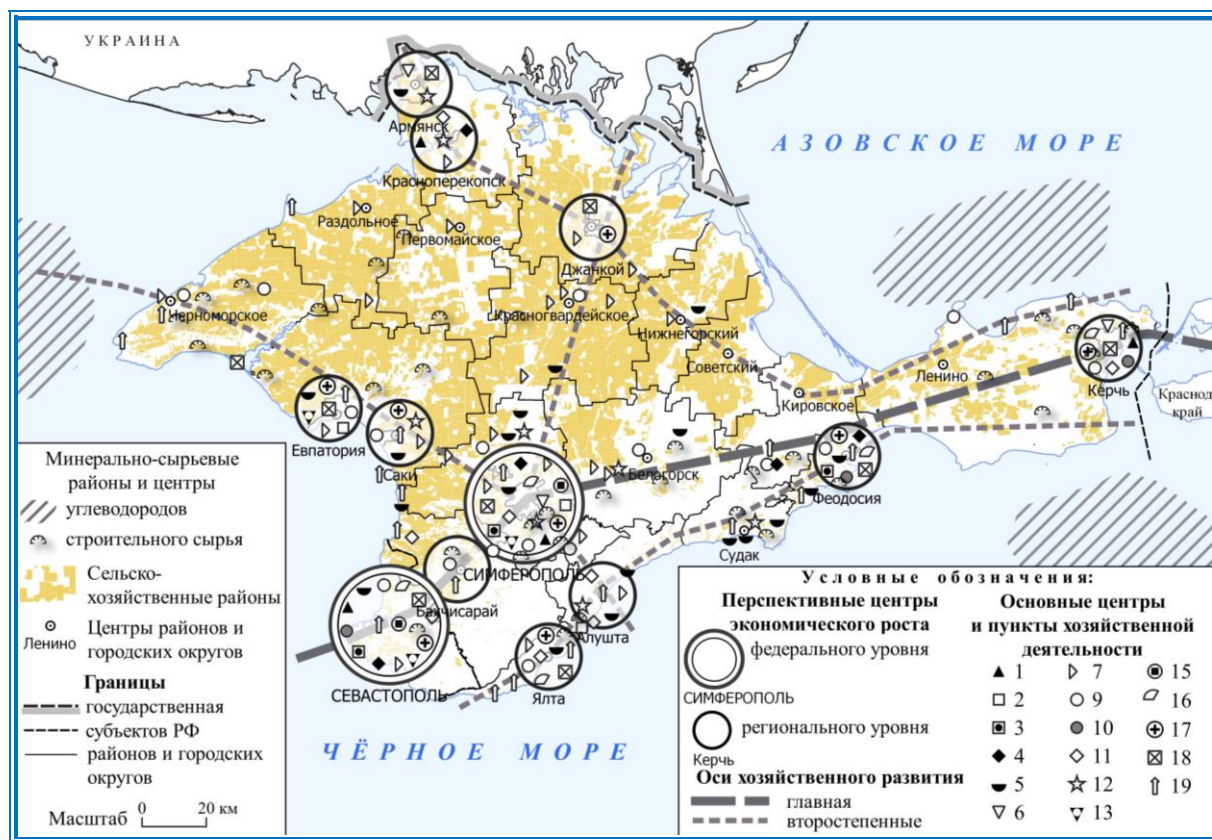 УКРАИНА
АЗОВСКОЕ МОРЕ
Армянск
Красноперекопск
Раздольное
Первомайское
Джанкой
Черноморское
Красногвардейское
Нижнегорский
Советский
Ленино
Керчь
Краснод
край
Кировское
Евпатория
Саки
Белогорск
Феодосия
Судак
СИМФЕРОПОЛЬ
Бахчисарай
Алушта
СЕВАСТОПОЛЬ
Ялта
ЧЁРНОЕ МОРЕ
Минерально-сырьевые
районы и центры
углеводородов
строительного сырья
Сельско-
хозяйственные районы
Ленино
Центры районов и
городских округов
Границы
государственная
субъектов РФ
районов и городских
округов
Масштаб 0 20 км
Условные обозначения:
Перспективные центры
экономического роста
федерального уровня
СИМФЕРОПОЛЬ
регионального уровня
Керчь
Оси хозяйственного развития
главная
второстепенные
Основные центры
и пункты хозяйственной
деятельности
1 7 15
2 9 16
3 10 17
4 11 18
5 12 19
6 13